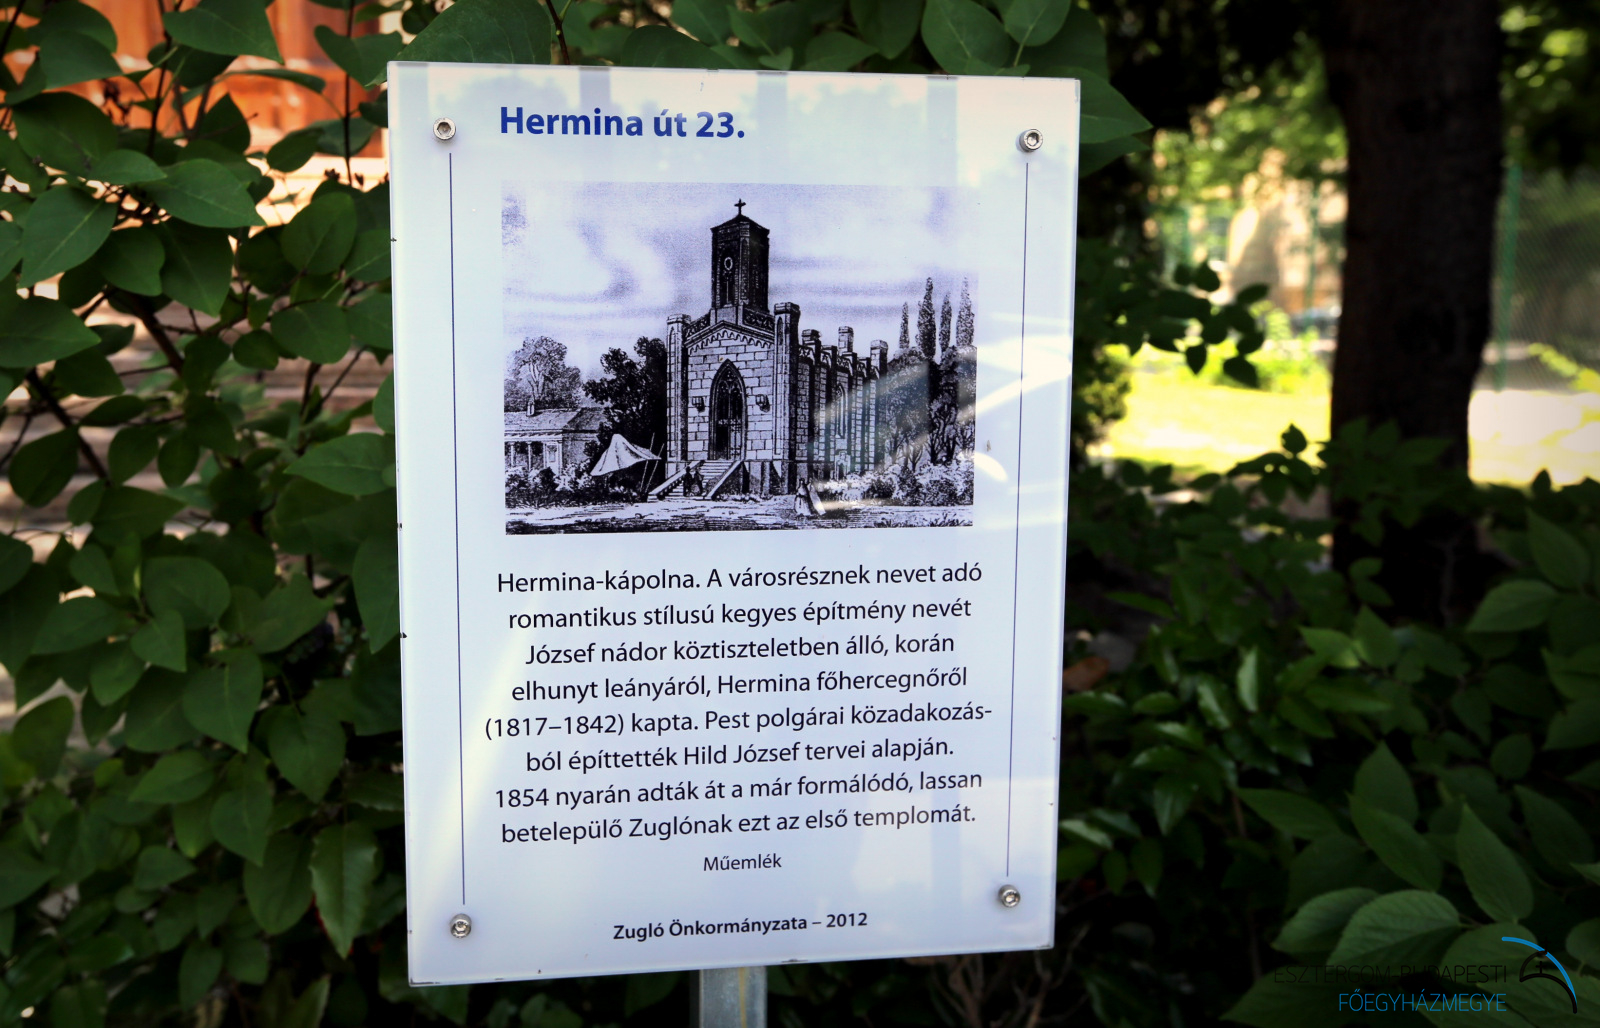 Hermina út 23.
Hermina-kápolna. A városrésznek nevet adó
romantikus stílusú kegyes építmény nevét
József nádor köztiszteletben álló, korán
elhunyt leányáról, Hermina főhercegnőről
(1817–1842) kapta. Pest polgárai közadakozás-
ból építtették Hild József tervei alapján.
1854 nyarán adták át a már formálódó, lassan
betelepülő Zuglónak ezt az első templomát.
Műemlék
Zugló Önkormányzata – 2012
ESZTERGOM-BUDAPESTI
FŐEGYHÁZMEGYE